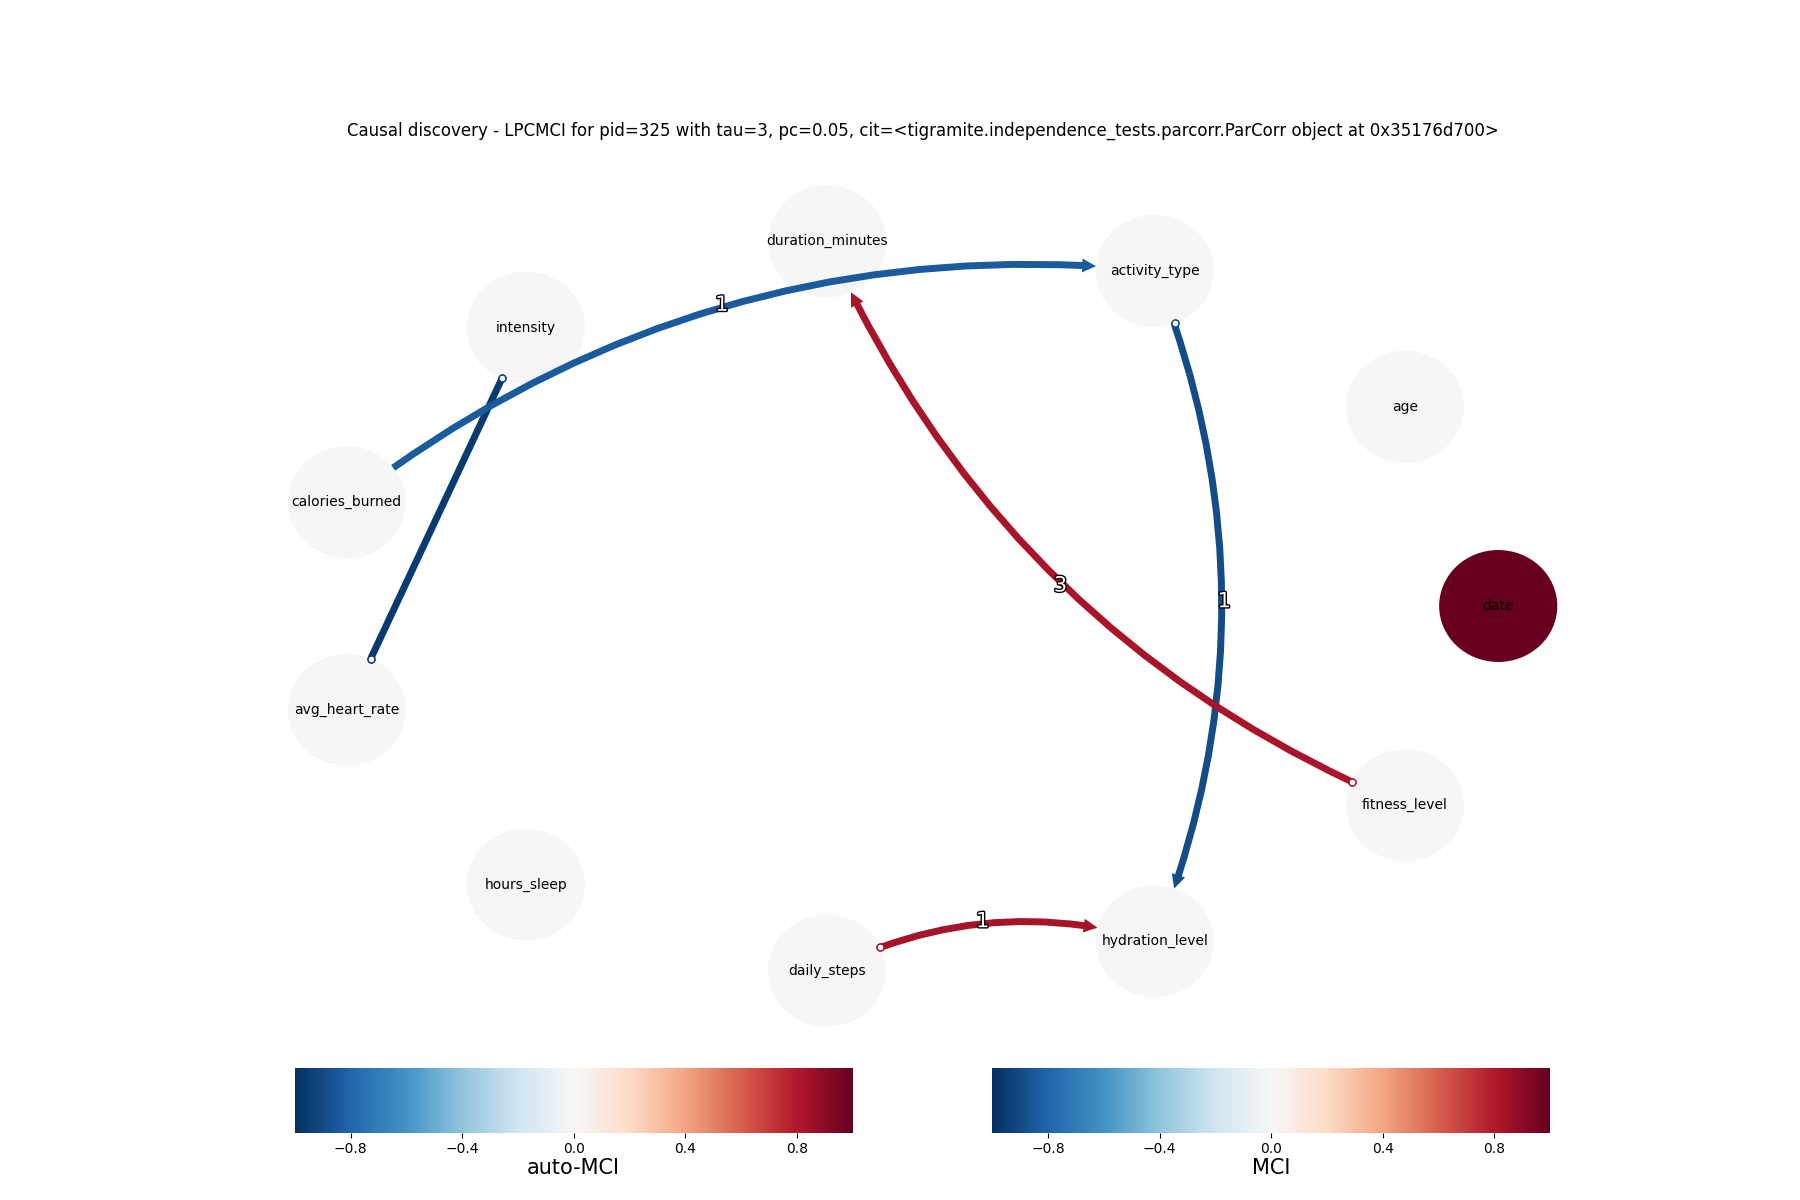 Causal discovery - LPCMCI for pid=325 with tau=3, pc=0.05, cit=<tigramite.independence_tests.parcorr.ParCorr object at 0x35176d700>
duration_minutes
activity_type
1
intensity
age
calories_burned
3
1
date
avg_heart_rate
fitness_level
hours_sleep
1
hydration_level
daily_steps
−0.8 −0.4 0.0 0.4 0.8
auto-MCI
−0.8 −0.4 0.0 0.4 0.8
MCI